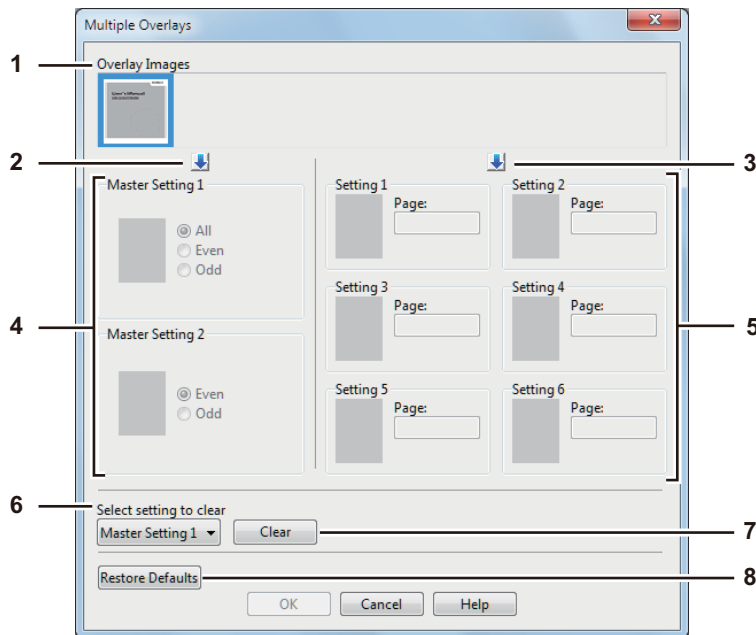 Multiple Overlays
1
Overlay Images
2
3
Master Setting 1
All
Even
Odd
Setting 1
Page:
Setting 2
Page:
4
5
Setting 3
Page:
Setting 4
Page:
Master Setting 2
Even
Odd
Setting 5
Page:
Setting 6
Page:
6
Select setting to clear
Master Setting 1
Clear
7
Restore Defaults
8
OK
Cancel
Help